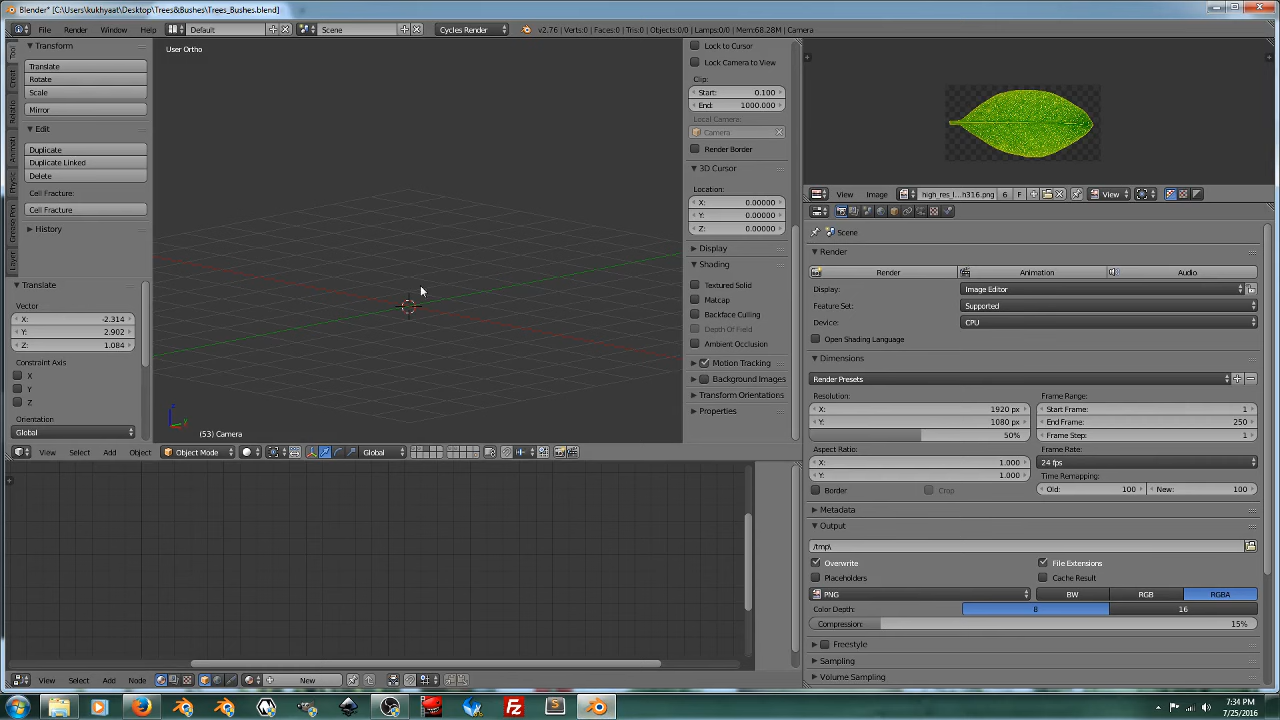 Blender* [C:\Users\kukhyaat\Desktop\Trees&Bushes\Trees_Bushes.blend]
File Render Window Help Default Scene Cycles Render v2.76 | Verts:0 | Faces:0 | Tris:0 | Objects:0/0 | Lamps:0/0 | Mem:68.28M | Camera
Transform
Translate
Rotate
Scale
Mirror
Edit
Duplicate
Duplicate Linked
Delete
Cell Fracture:
Cell Fracture
History
Translate
Vector
X: -2.314
Y: 2.902
Z: 1.084
Constraint Axis
X
Y
Z
Orientation
Global
User Ortho
(53) Camera
View Select Add Object Object Mode Global
Lock to Cursor
Lock Camera to View
Clip:
Start: 0.100
End: 1000.000
Local Camera:
Camera
Render Border
3D Cursor
Location:
X: 0.00000
Y: 0.00000
Z: 0.00000
Display
Shading
Textured Solid
Matcap
Backface Culling
Depth Of Field
Ambient Occlusion
Motion Tracking
Background Images
Transform Orientations
Properties
View Image high_res_l...h316.png 6 F View
Scene
Render
Render Animation Audio
Display: Image Editor
Feature Set: Supported
Device: CPU
Open Shading Language
Dimensions
Render Presets
Resolution: Frame Range:
X: 1920 px Start Frame: 1
Y: 1080 px End Frame: 250
50% Frame Step: 1
Aspect Ratio: Frame Rate:
X: 1.000 24 fps
Y: 1.000 Time Remapping:
Border Crop Old: 100 New: 100
Metadata
Output
/tmp\
Overwrite File Extensions
Placeholders Cache Result
PNG BW RGB RGBA
Color Depth: 8 16
Compression: 15%
Freestyle
Sampling
Volume Sampling
View Select Add Node New
7:34 PM
7/25/2016